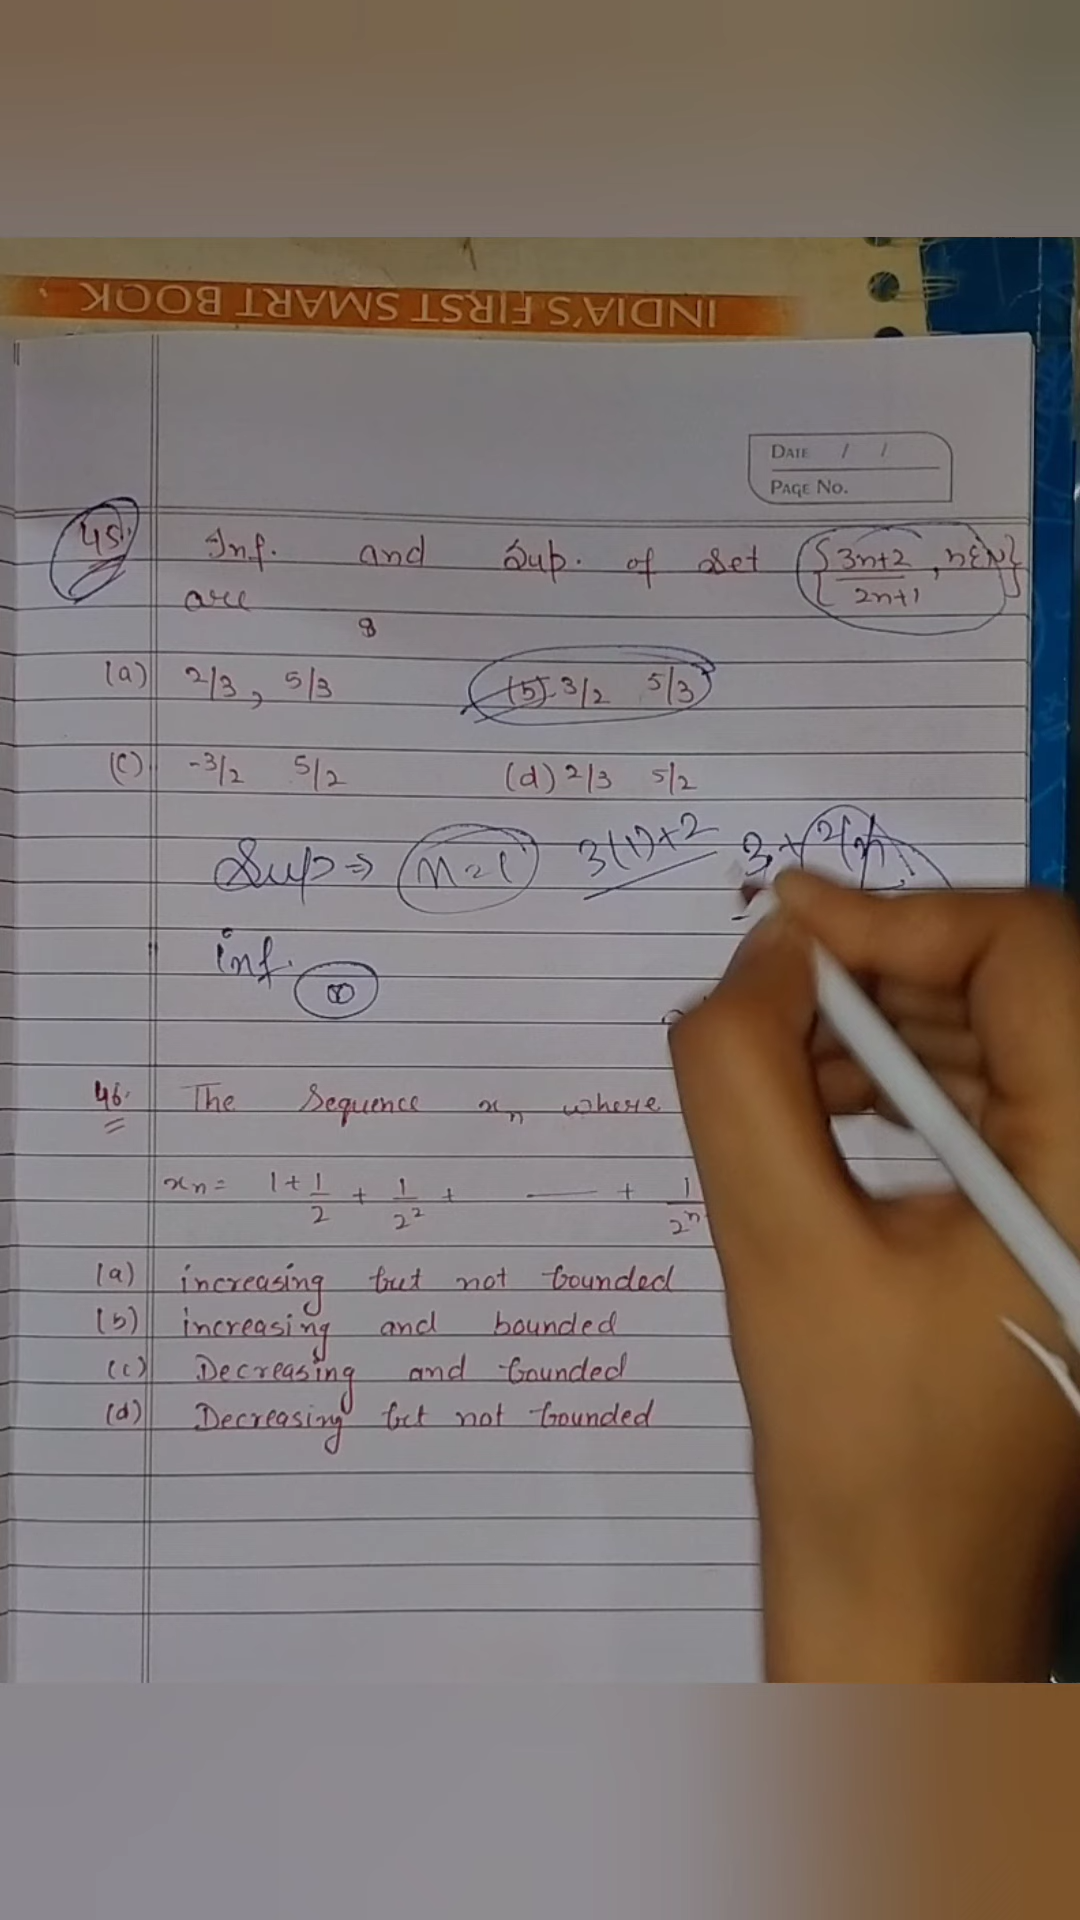 INDIA'S FIRST SMART BOOK
DATE / /
PAGE No.
45. Inf. and Sup. of set {3n+2/2n+1, n∈N}
are
(a) 2/3, 5/3 (b) 3/2 5/3
(c) -3/2 5/2 (d) 2/3 5/2
Sup ⇒ n=1 3(1)+2 3+2/n
inf. ∞
46. The Sequence xn where
xn = 1+1/2 + 1/2² + — + 1/2ⁿ
(a) increasing but not bounded
(b) increasing and bounded
(c) Decreasing and bounded
(d) Decreasing but not bounded